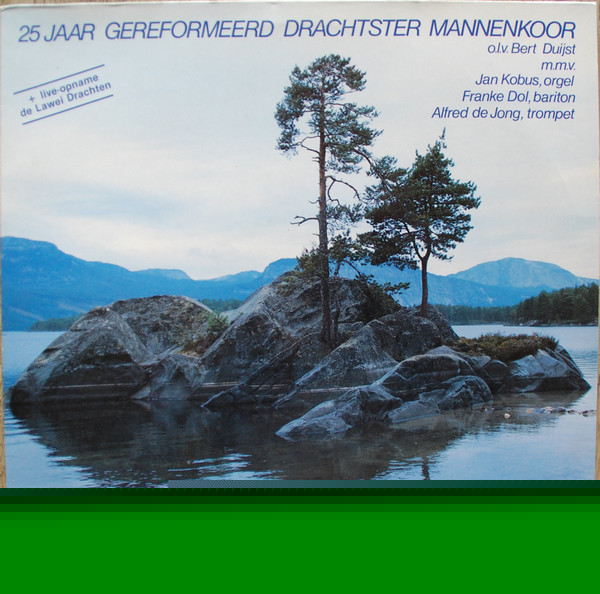 25 JAAR GEREFORMEERD DRACHTSTER MANNENKOOR
o.l.v. Bert Duijst
m.m.v.
Jan Kobus, orgel
Franke Dol, bariton
Alfred de Jong, trompet
+ live-opname
de Lawei Drachten